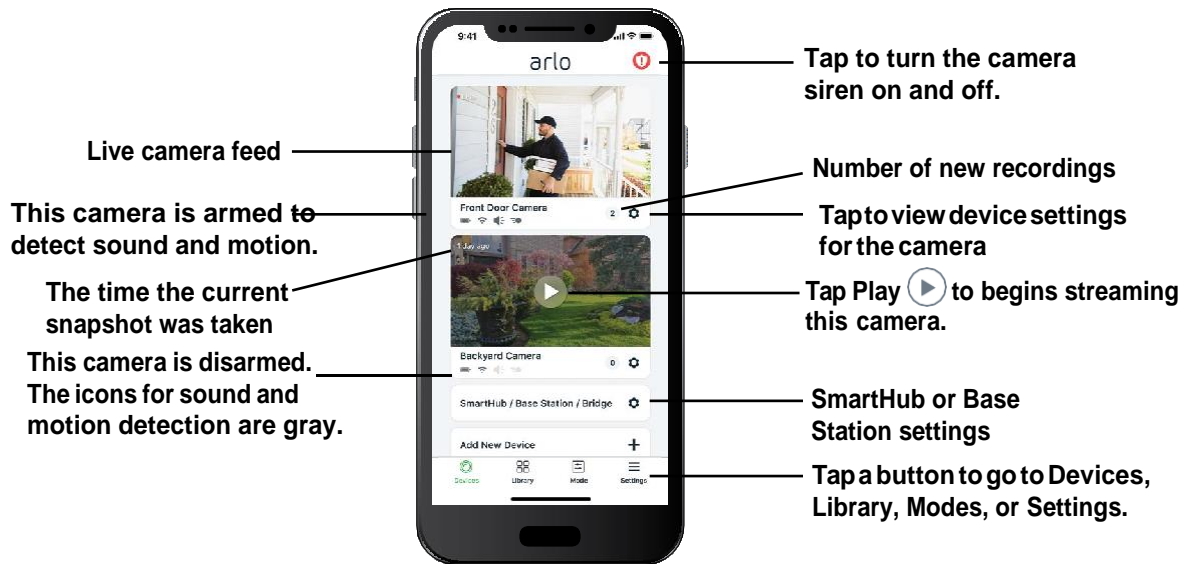 9:41
arlo
Tap to turn the camera
siren on and off.
Live camera feed
Number of new recordings
Front Door Camera
2
This camera is armed to
detect sound and motion.
Tap to view device settings
for the camera
1 day ago
The time the current
snapshot was taken
Tap Play to begins streaming
this camera.
This camera is disarmed.
The icons for sound and
motion detection are gray.
Backyard Camera
0
SmartHub / Base Station / Bridge
SmartHub or Base
Station settings
Add New Device
Devices Library Mode Settings
Tap a button to go to Devices,
Library, Modes, or Settings.